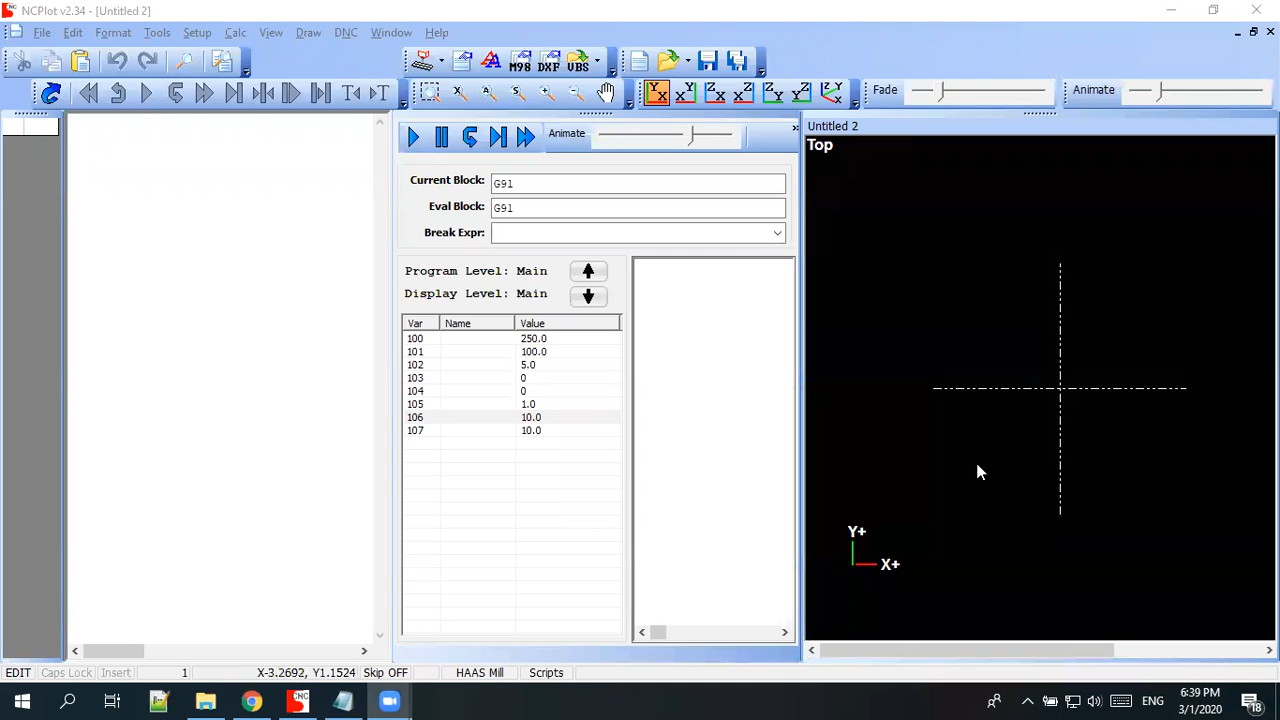 NCPlot v2.34 - [Untitled 2]
File Edit Format Tools Setup Calc View Draw DNC Window Help
M98 DXF VBS
Fade Animate
Animate
Current Block: G91
Eval Block: G91
Break Expr:
Program Level: Main
Display Level: Main
Var Name Value
100 250.0
101 100.0
102 5.0
103 0
104 0
105 1.0
106 10.0
107 10.0
Untitled 2
Top
Y+
X+
EDIT Caps Lock Insert 1 X-3.2692, Y1.1524 Skip OFF HAAS Mill Scripts
ENG
6:39 PM
3/1/2020
18